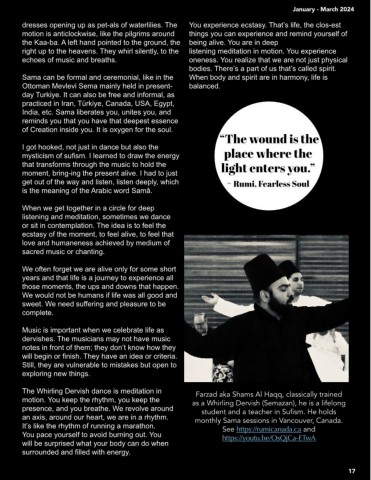 January - March 2024
dresses opening up as pet-als of waterlilies. The
motion is anticlockwise, like the pilgrims around
the Kaa-ba. A left hand pointed to the ground, the
right up to the heavens. They whirl silently, to the
echoes of music and breaths.
Sama can be formal and ceremonial, like in the
Ottoman Mevlevi Sema mainly held in present-
day Turkiye. It can also be free and informal, as
practiced in Iran, Türkiye, Canada, USA, Egypt,
India, etc. Sama liberates you, unites you, and
reminds you that you have that deepest essence
of Creation inside you. It is oxygen for the soul.
I got hooked, not just in dance but also the
mysticism of sufism. I learned to draw the energy
that transforms through the music to hold the
moment, bring-ing the present alive. I had to just
get out of the way and listen, listen deeply, which
is the meaning of the Arabic word Samā.
When we get together in a circle for deep
listening and meditation, sometimes we dance
or sit in contemplation. The idea is to feel the
ecstasy of the moment, to feel alive, to feel that
love and humaneness achieved by medium of
sacred music or chanting.
We often forget we are alive only for some short
years and that life is a journey to experience all
those moments, the ups and downs that happen.
We would not be humans if life was all good and
sweet. We need suffering and pleasure to be
complete.
Music is important when we celebrate life as
dervishes. The musicians may not have music
notes in front of them; they don't know how they
will begin or finish. They have an idea or criteria.
Still, they are vulnerable to mistakes but open to
exploring new things.
The Whirling Dervish dance is meditation in
motion. You keep the rhythm, you keep the
presence, and you breathe. We revolve around
an axis, around our heart, we are in a rhythm.
It's like the rhythm of running a marathon.
You pace yourself to avoid burning out. You
will be surprised what your body can do when
surrounded and filled with energy.
You experience ecstasy. That's life, the clos-est
things you can experience and remind yourself of
being alive. You are in deep
listening meditation in motion. You experience
oneness. You realize that we are not just physical
bodies. There's a part of us that's called spirit.
When body and spirit are in harmony, life is
balanced.
“The wound is the
place where the
light enters you.”
~ Rumi, Fearless Soul
Farzad aka Shams Al Haqq, classically trained
as a Whirling Dervish (Semazan), he is a lifelong
student and a teacher in Sufism. He holds
monthly Sama sessions in Vancouver, Canada.
See https://rumicanada.ca and
https://youtu.be/OsQjCa-ETwA
17